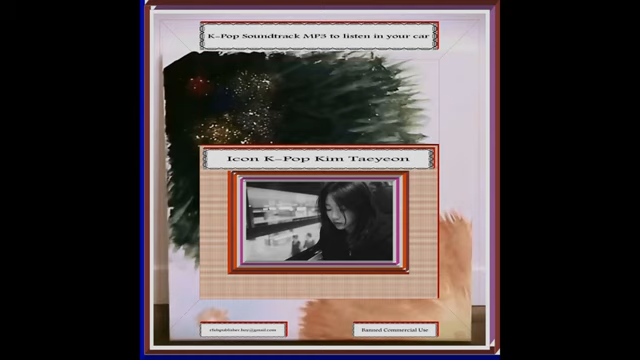 K-Pop Soundtrack MP3 to listen in your car
Icon K-Pop Kim Taeyeon
Banned Commercial Use